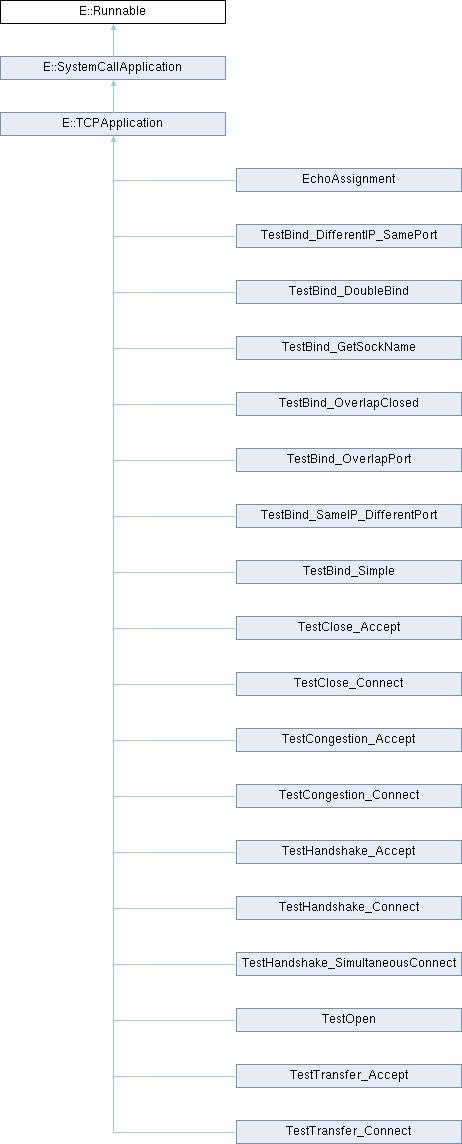 E::Runnable
E::SystemCallApplication
E::TCPApplication
EchoAssignment
TestBind_DifferentIP_SamePort
TestBind_DoubleBind
TestBind_GetSockName
TestBind_OverlapClosed
TestBind_OverlapPort
TestBind_SameIP_DifferentPort
TestBind_Simple
TestClose_Accept
TestClose_Connect
TestCongestion_Accept
TestCongestion_Connect
TestHandshake_Accept
TestHandshake_Connect
TestHandshake_SimultaneousConnect
TestOpen
TestTransfer_Accept
TestTransfer_Connect